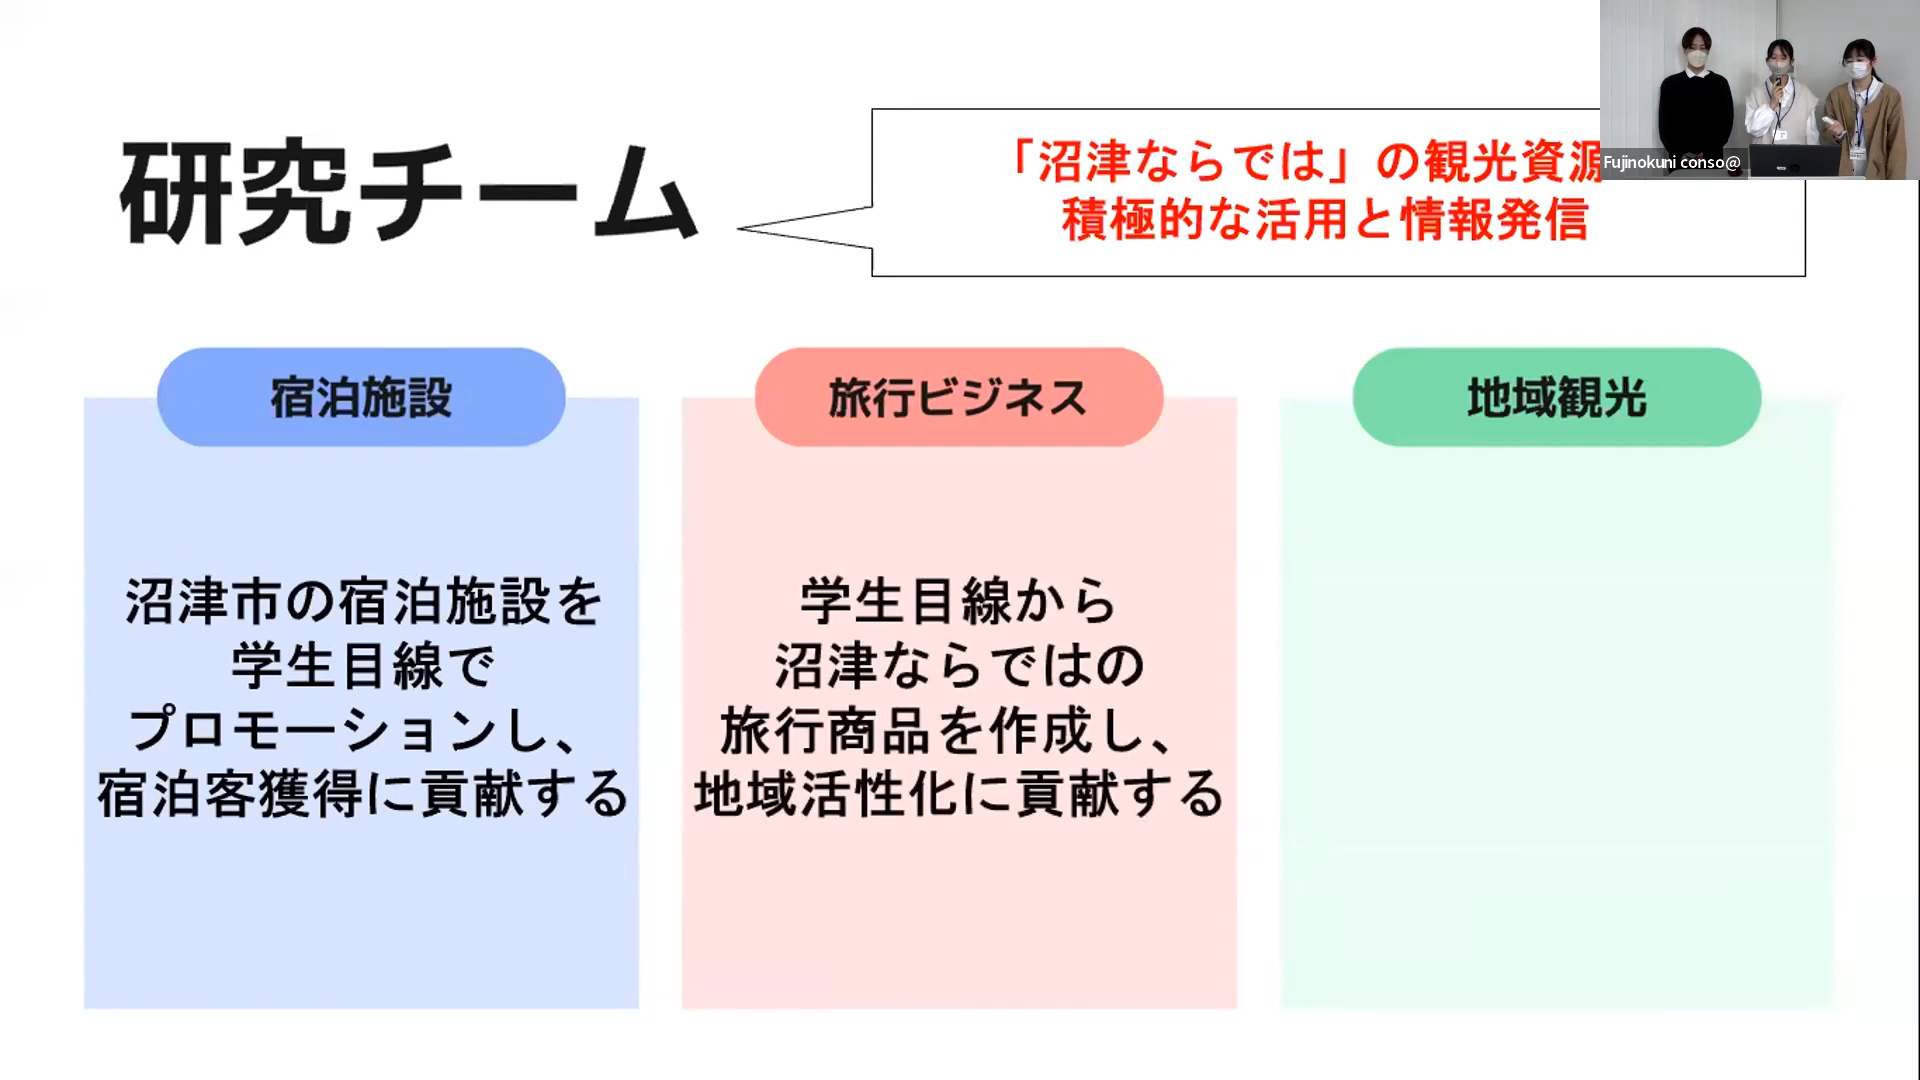 研究チーム
「沼津ならでは」の観光資源
積極的な活用と情報発信
Fujinokuni conso@
宿泊施設
沼津市の宿泊施設を
学生目線で
プロモーションし、
宿泊客獲得に貢献する
旅行ビジネス
学生目線から
沼津ならではの
旅行商品を作成し、
地域活性化に貢献する
地域観光